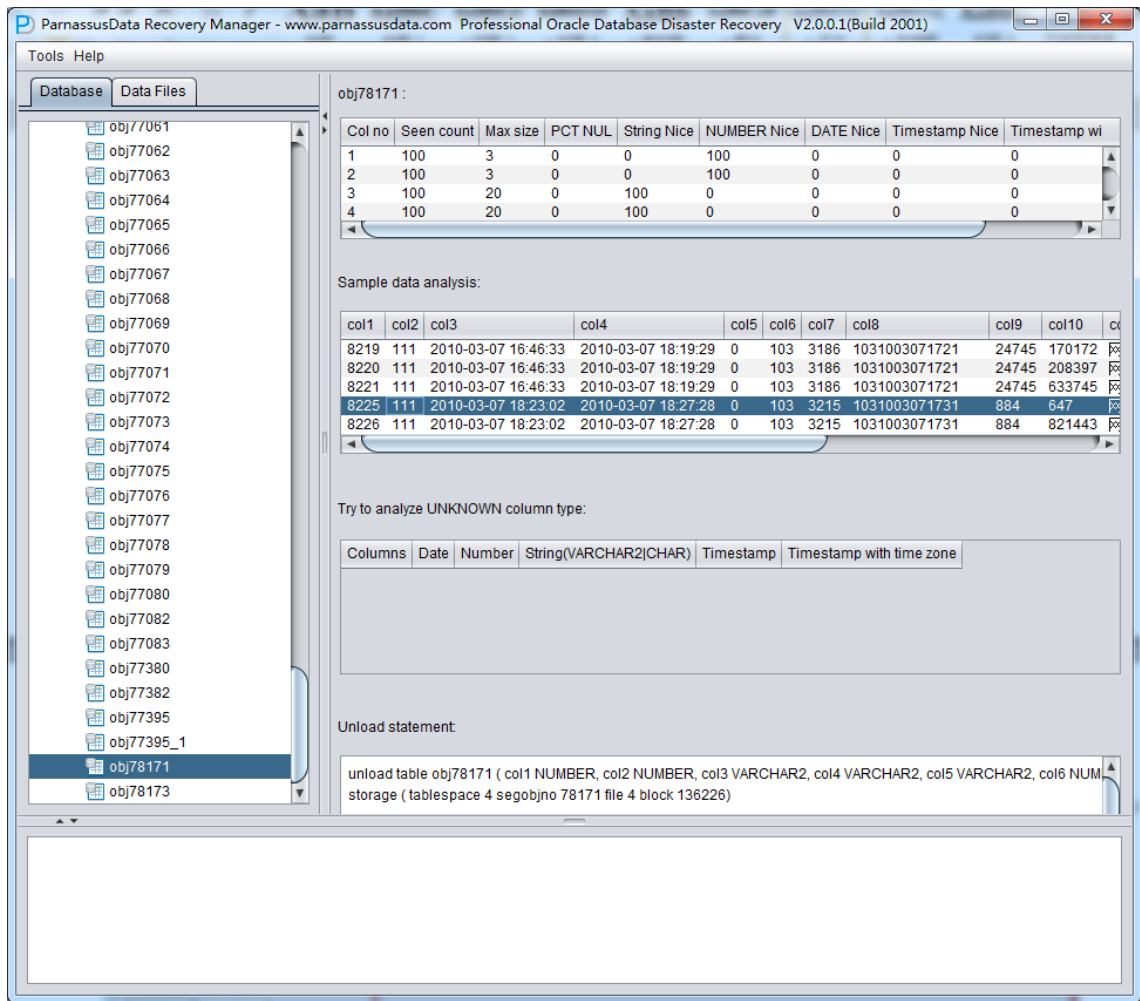 ParnassusData Recovery Manager - www.parnassusdata.com Professional Oracle Database Disaster Recovery V2.0.0.1(Build 2001)
Tools Help
Database Data Files
obj77061
obj77062
obj77063
obj77064
obj77065
obj77066
obj77067
obj77068
obj77069
obj77070
obj77071
obj77072
obj77073
obj77074
obj77075
obj77076
obj77077
obj77078
obj77079
obj77080
obj77082
obj77083
obj77380
obj77382
obj77395
obj77395_1
obj78171
obj78173
obj78171 :
Col no Seen count Max size PCT NUL String Nice NUMBER Nice DATE Nice Timestamp Nice Timestamp wi
1 100 3 0 0 100 0 0 0
2 100 3 0 0 100 0 0 0
3 100 20 0 100 0 0 0 0
4 100 20 0 100 0 0 0 0
Sample data analysis:
col1 col2 col3 col4 col5 col6 col7 col8 col9 col10
8219 111 2010-03-07 16:46:33 2010-03-07 18:19:29 0 103 3186 1031003071721 24745 170172
8220 111 2010-03-07 16:46:33 2010-03-07 18:19:29 0 103 3186 1031003071721 24745 208397
8221 111 2010-03-07 16:46:33 2010-03-07 18:19:29 0 103 3186 1031003071721 24745 633745
8225 111 2010-03-07 18:23:02 2010-03-07 18:27:28 0 103 3215 1031003071731 884 647
8226 111 2010-03-07 18:23:02 2010-03-07 18:27:28 0 103 3215 1031003071731 884 821443
Try to analyze UNKNOWN column type:
Columns Date Number String(VARCHAR2|CHAR) Timestamp Timestamp with time zone
Unload statement:
unload table obj78171 ( col1 NUMBER, col2 NUMBER, col3 VARCHAR2, col4 VARCHAR2, col5 VARCHAR2, col6 NUM
storage ( tablespace 4 segobjno 78171 file 4 block 136226)